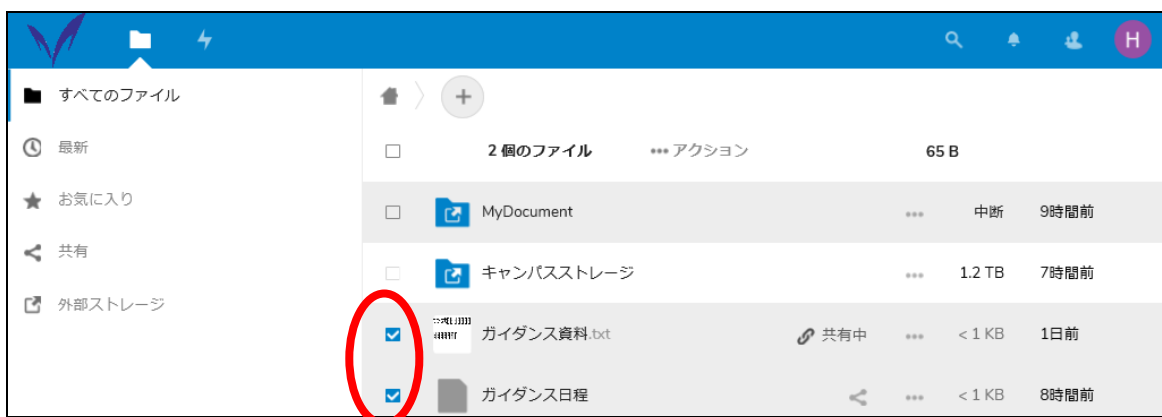 H
すべてのファイル
最新
お気に入り
共有
外部ストレージ
2 個のファイル ••• アクション 65 B
MyDocument ••• 中断 9時間前
キャンパスストレージ ••• 1.2 TB 7時間前
ガイダンス資料.txt 共有中 ••• < 1 KB 1日前
ガイダンス日程 ••• < 1 KB 8時間前